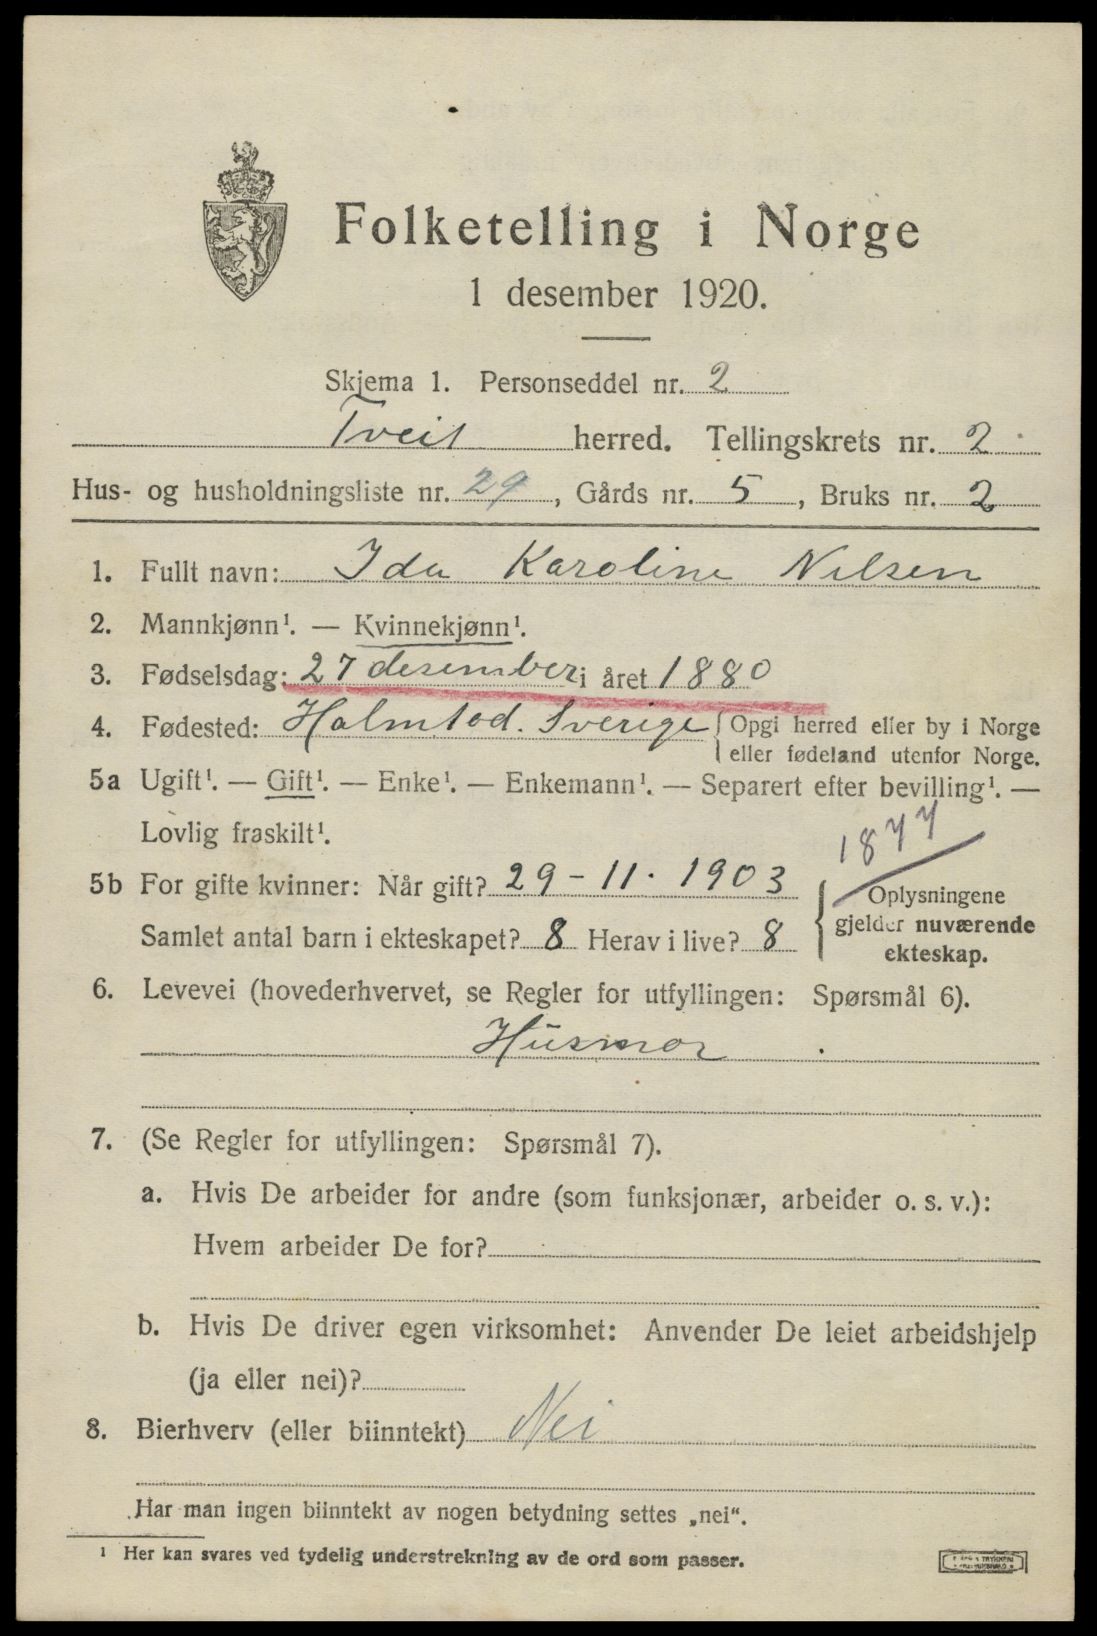 Folketelling i Norge
1 desember 1920.
Skjema 1. Personseddel nr. 2
Tveit herred. Tellingskrets nr. 2
Hus- og husholdningsliste nr. 29, Gårds nr. 5, Bruks nr. 2
1. Fullt navn: Ida Karoline Nilsen
2. Mannkjønn¹. — Kvinnekjønn¹.
3. Fødselsdag: 27 desember i året 1880
4. Fødested: Halmstad. Sverige { Opgi herred eller by i Norge
eller fødeland utenfor Norge.
5a Ugift¹. — Gift¹. — Enke¹. — Enkemann¹. — Separert efter bevilling¹. —
Lovlig fraskilt¹.
1877
5b For gifte kvinner: Når gift? 29-11. 1903
Samlet antal barn i ekteskapet? 8 Herav i live? 8
{ Oplysningene
gjelder nuværende
ekteskap.
6. Levevei (hovederhvervet, se Regler for utfyllingen: Spørsmål 6).
Husmor
7. (Se Regler for utfyllingen: Spørsmål 7).
a. Hvis De arbeider for andre (som funksjonær, arbeider o. s. v.):
Hvem arbeider De for?
b. Hvis De driver egen virksomhet: Anvender De leiet arbeidshjelp
(ja eller nei)?
8. Bierhverv (eller biinntekt) Nei
Har man ingen biinntekt av nogen betydning settes „nei“.
¹ Her kan svares ved tydelig understrekning av de ord som passer.